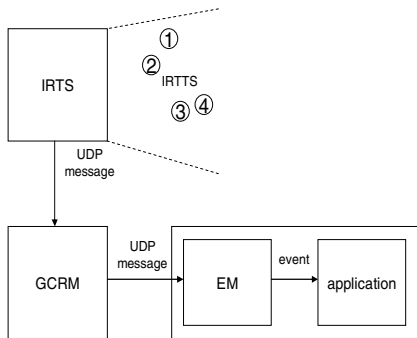 ①
IRTS
②
IRTTS
③ ④
UDP
message
UDP
message
event
GCRM
EM
application